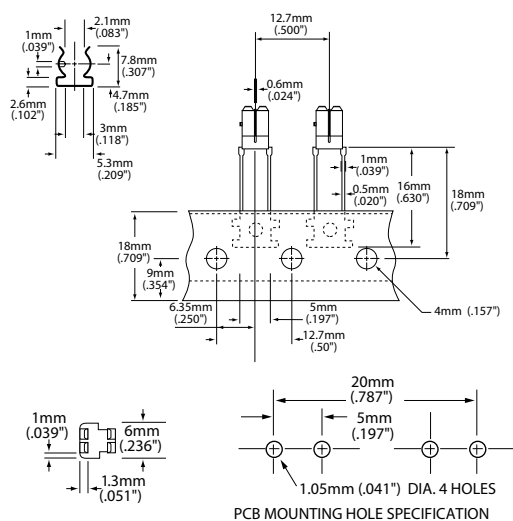 2.1mm
(.083")
1mm
(.039")
7.8mm
(.307")
2.6mm
(.102")
4.7mm
(.185")
3mm
(.118")
5.3mm
(.209")
12.7mm
(.500")
0.6mm
(.024")
1mm
(.039")
0.5mm
(.020")
16mm
(.630")
18mm
(.709")
18mm
(.709")
9mm
(.354")
6.35mm
(.250")
5mm
(.197")
12.7mm
(.50")
4mm (.157")
1mm
(.039")
6mm
(.236")
1.3mm
(.051")
20mm
(.787")
5mm
(.197")
1.05mm (.041") DIA. 4 HOLES
PCB MOUNTING HOLE SPECIFICATION